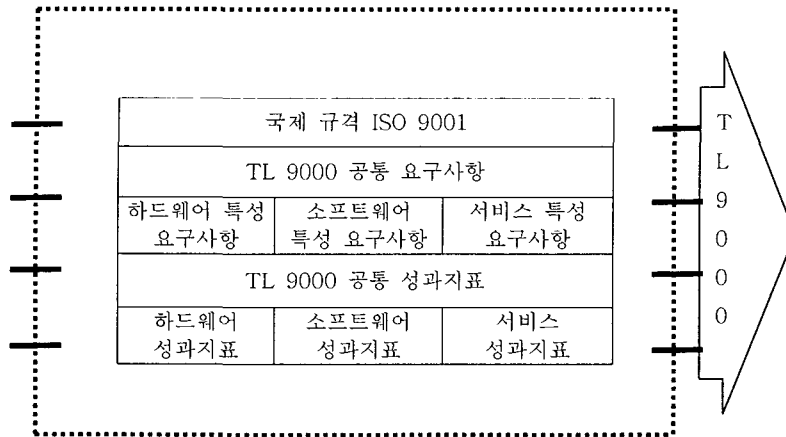 국제 규격 ISO 9001
TL 9000 공통 요구사항
하드웨어 특성
요구사항
소프트웨어
특성 요구사항
서비스 특성
요구사항
TL 9000 공통 성과지표
하드웨어
성과지표
소프트웨어
성과지표
서비스
성과지표
T
L
9
0
0
0